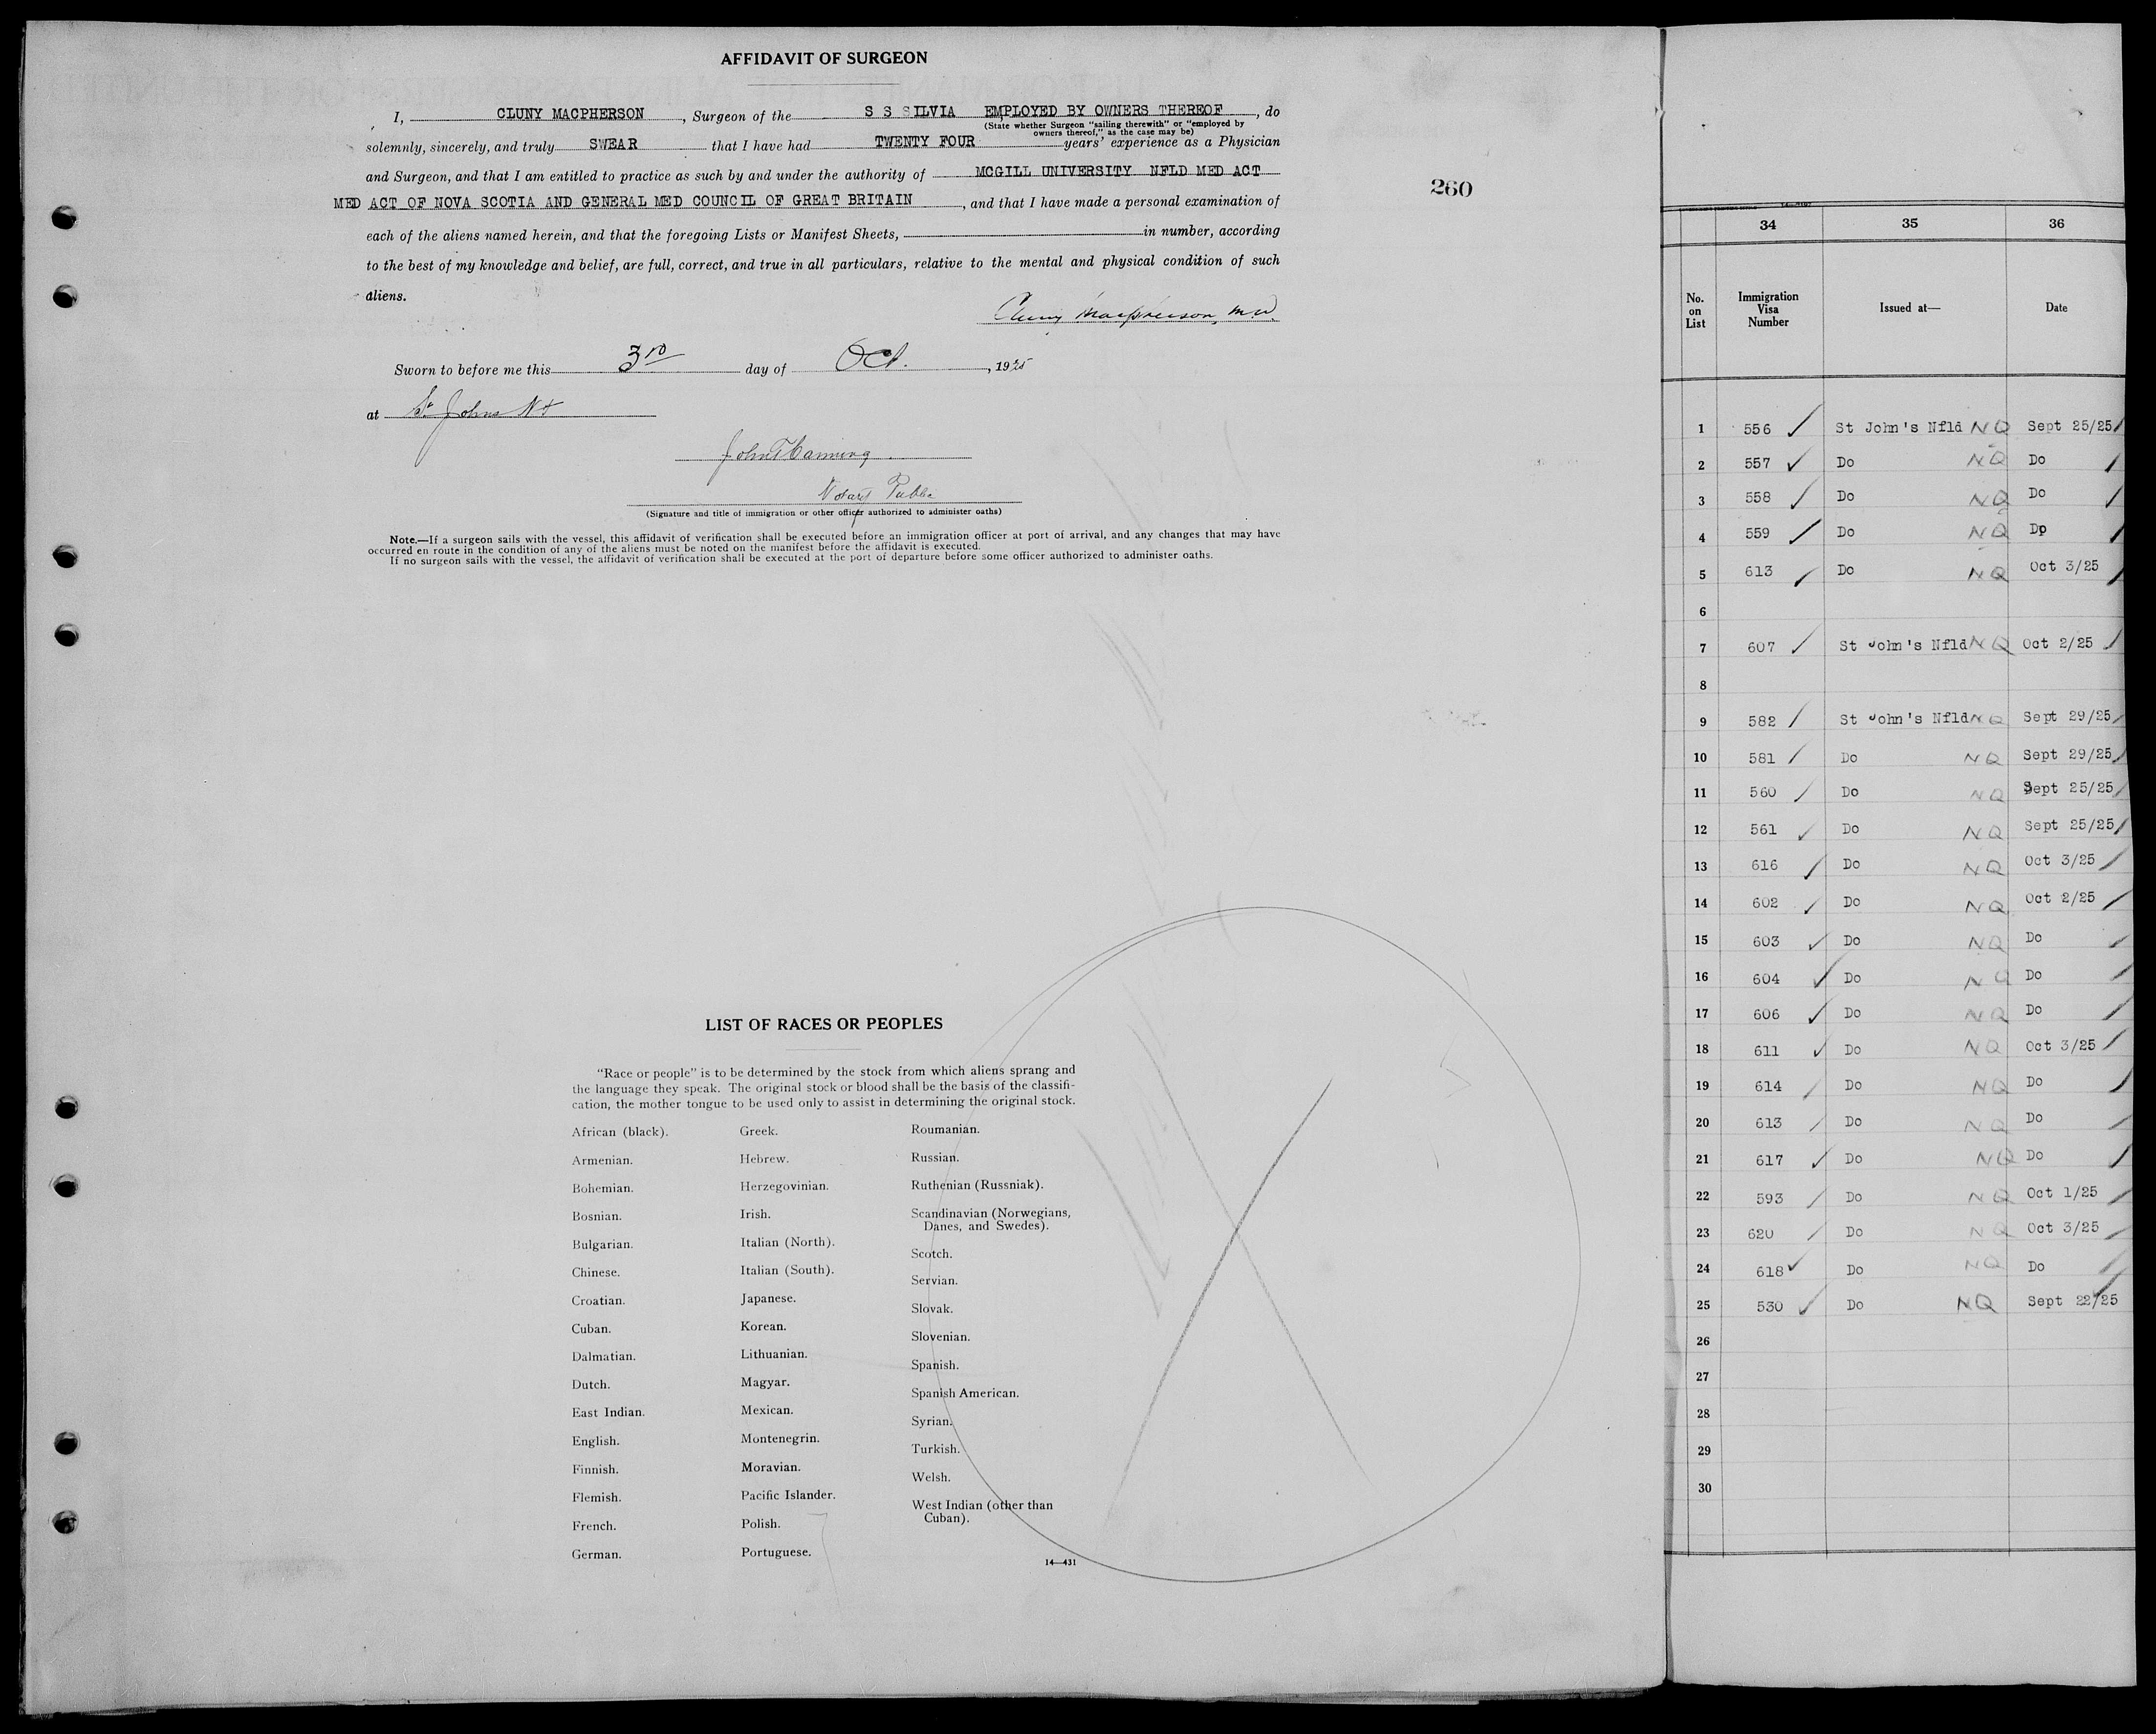 AFFIDAVIT OF SURGEON
I, CLUNY MACPHERSON, Surgeon of the S S SILVIA EMPLOYED BY OWNERS THEREOF, do
(State whether Surgeon "sailing therewith" or "employed by
owners thereof," as the case may be)
solemnly, sincerely, and truly SWEAR that I have had TWENTY FOUR years' experience as a Physician
and Surgeon, and that I am entitled to practice as such by and under the authority of MCGILL UNIVERSITY NFLD MED ACT
MED ACT OF NOVA SCOTIA AND GENERAL MED COUNCIL OF GREAT BRITAIN, and that I have made a personal examination of
each of the aliens named herein, and that the foregoing Lists or Manifest Sheets, in number, according
to the best of my knowledge and belief, are full, correct, and true in all particulars, relative to the mental and physical condition of such
aliens.
Cluny Macpherson, M.D.
Sworn to before me this 3rd day of Oct., 1925
at St Johns Nf
Notary Public
(Signature and title of immigration or other officer authorized to administer oaths)
Note.—If a surgeon sails with the vessel, this affidavit of verification shall be executed before an immigration officer at port of arrival, and any changes that may have
occurred en route in the condition of any of the aliens must be noted on the manifest before the affidavit is executed.
If no surgeon sails with the vessel, the affidavit of verification shall be executed at the port of departure before some officer authorized to administer oaths.
260
LIST OF RACES OR PEOPLES
"Race or people" is to be determined by the stock from which aliens sprang and
the language they speak. The original stock or blood shall be the basis of the classifi-
cation, the mother tongue to be used only to assist in determining the original stock.
African (black).
Armenian.
Bohemian.
Bosnian.
Bulgarian.
Chinese.
Croatian.
Cuban.
Dalmatian.
Dutch.
East Indian.
English.
Finnish.
Flemish.
French.
German.
Greek.
Hebrew.
Herzegovinian.
Irish.
Italian (North).
Italian (South).
Japanese.
Korean.
Lithuanian.
Magyar.
Mexican.
Montenegrin.
Moravian.
Pacific Islander.
Polish.
Portuguese.
Roumanian.
Russian.
Ruthenian (Russniak).
Scandinavian (Norwegians,
Danes, and Swedes).
Scotch.
Servian.
Slovak.
Slovenian.
Spanish.
Spanish American.
Syrian.
Turkish.
Welsh.
West Indian (other than
Cuban).
14—431
34 35 36
No. on List Immigration Visa Number Issued at— Date
1 556 St John's Nfld NQ Sept 25/25
2 557 Do NQ Do
3 558 Do NQ Do
4 559 Do NQ Do
5 613 Do NQ Oct 3/25
6
7 607 St John's Nfld NQ Oct 2/25
8
9 582 St John's Nfld NQ Sept 29/25
10 581 Do NQ Sept 29/25
11 560 Do NQ Sept 25/25
12 561 Do NQ Sept 25/25
13 616 Do NQ Oct 3/25
14 602 Do NQ Oct 2/25
15 603 Do NQ Do
16 604 Do NQ Do
17 606 Do NQ Do
18 611 Do NQ Oct 3/25
19 614 Do NQ Do
20 613 Do NQ Do
21 617 Do NQ Do
22 593 Do NQ Oct 1/25
23 620 Do NQ Oct 3/25
24 618 Do NQ Do
25 530 Do NQ Sept 22/25
26
27
28
29
30